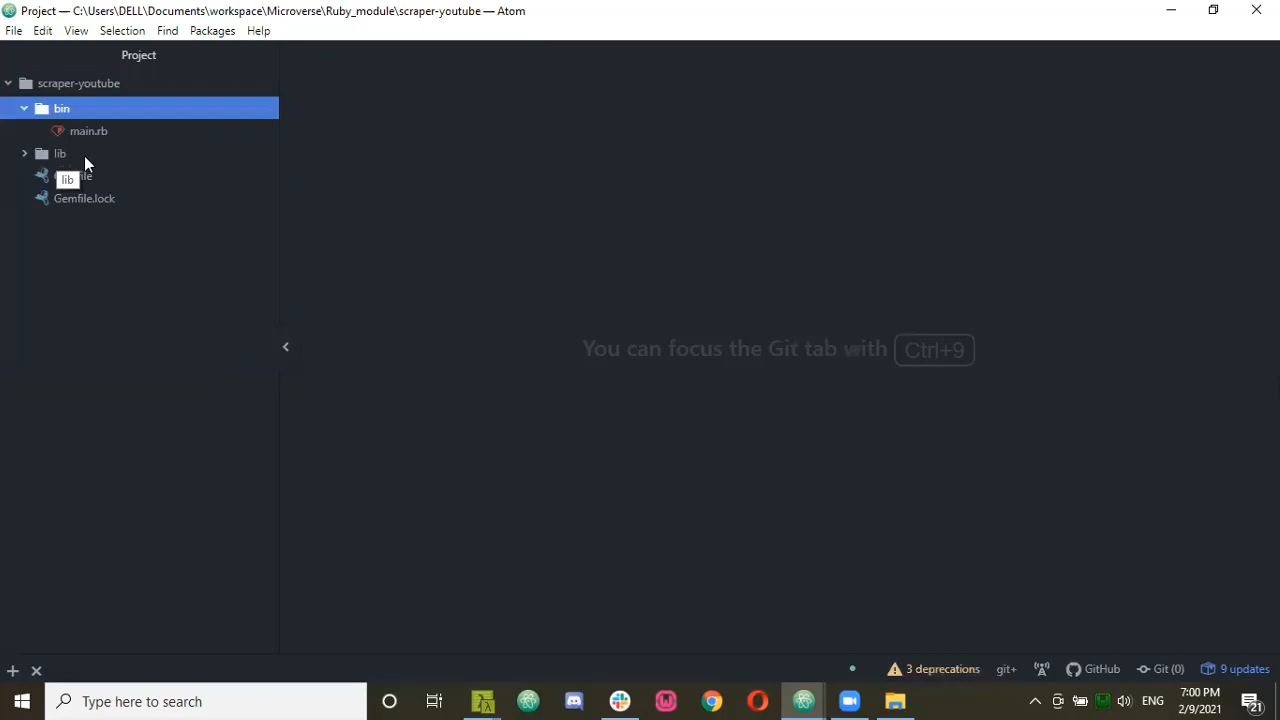 Project — C:\Users\DELL\Documents\workspace\Microverse\Ruby_module\scraper-youtube — Atom
File Edit View Selection Find Packages Help
Project
scraper-youtube
bin
main.rb
lib
lib
Gemfile.lock
You can focus the Git tab with Ctrl+9
3 deprecations git+ GitHub Git (0) 9 updates
Type here to search
ENG
7:00 PM
2/9/2021
21